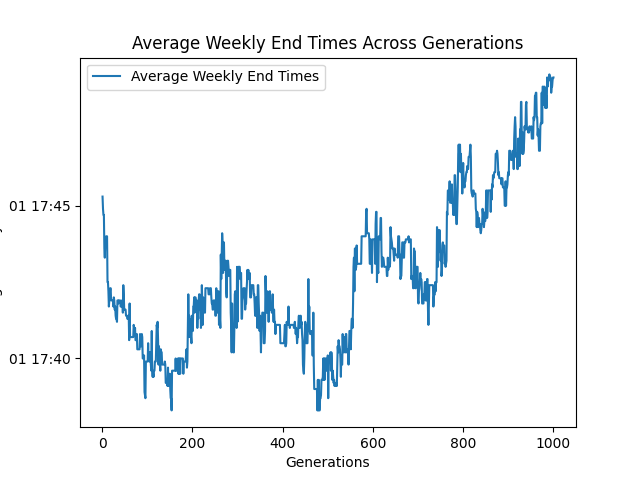 Average Weekly End Times Across Generations
Average Weekly End Times
01 17:45
01 17:40
0 200 400 600 800 1000
Generations